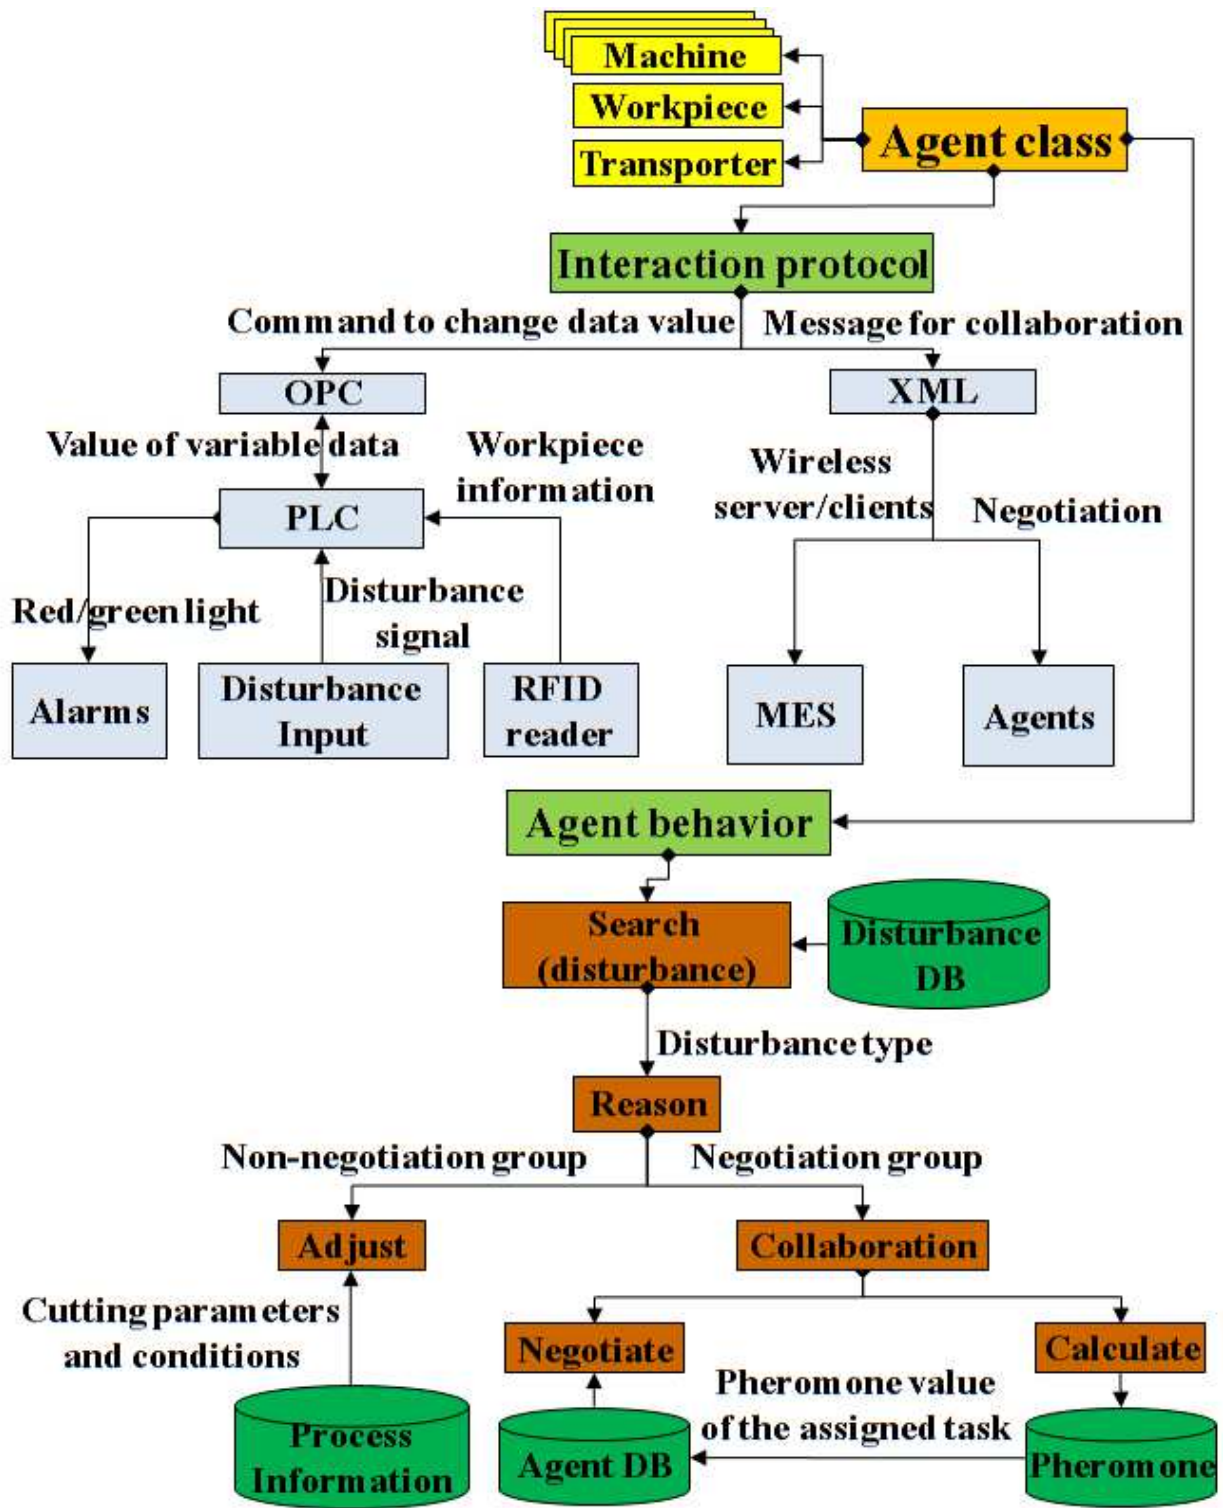 Machine
Workpiece
Agent class
Transporter
Interaction protocol
Command to change data value
Message for collaboration
OPC
XML
Value of variable data
Workpiece
information
Wireless
server/clients
Negotiation
PLC
Red/green light
Disturbance
signal
Alarms
Disturbance
Input
RFID
reader
MES
Agents
Agent behavior
Search
(disturbance)
Disturbance
DB
Disturbance type
Reason
Non-negotiation group
Negotiation group
Adjust
Collaboration
Cutting parameters
and conditions
Negotiate
Calculate
Pheromone value
of the assigned task
Process
Information
Agent DB
Pheromone